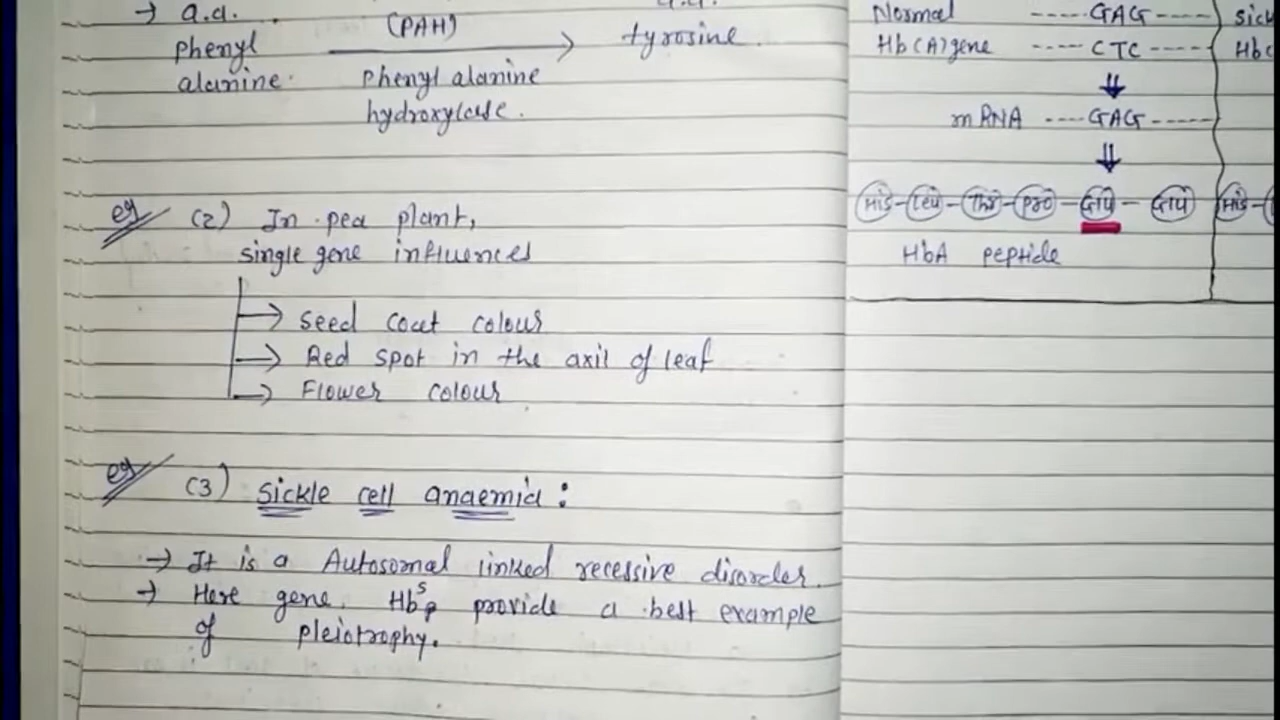 → a.a.
(PAH)
a.a.
phenyl
alanine.
tyrosine.
Phenyl alanine
hydroxylase.
eg (2) In pea plant,
single gene influences
→ Seed coat colour
→ Red spot in the axil of leaf
→ Flower colour
eg (3) Sickle cell anaemia :
→ It is a Autosomal linked recessive disorder.
→ Here gene. Hbˢp provide a best example
of pleiotrophy.
Normal ----GAG---- Sick
Hb(A)gene ---- CTC ---- Hb(
⇓
mRNA ----GAG----
⇓
His-Leu-Thr-Pro-Glu-Glu His-
HbA peptide